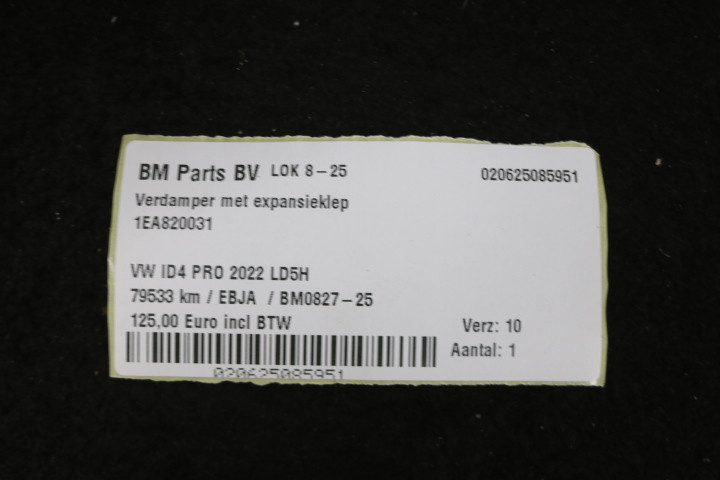 BM Parts BV LOK 8-25 020625085951
Verdamper met expansieklep
1EA820031
VW ID4 PRO 2022 LD5H
79533 km / EBJA / BM0827-25
125,00 Euro incl BTW Verz: 10
Aantal: 1
020625085951